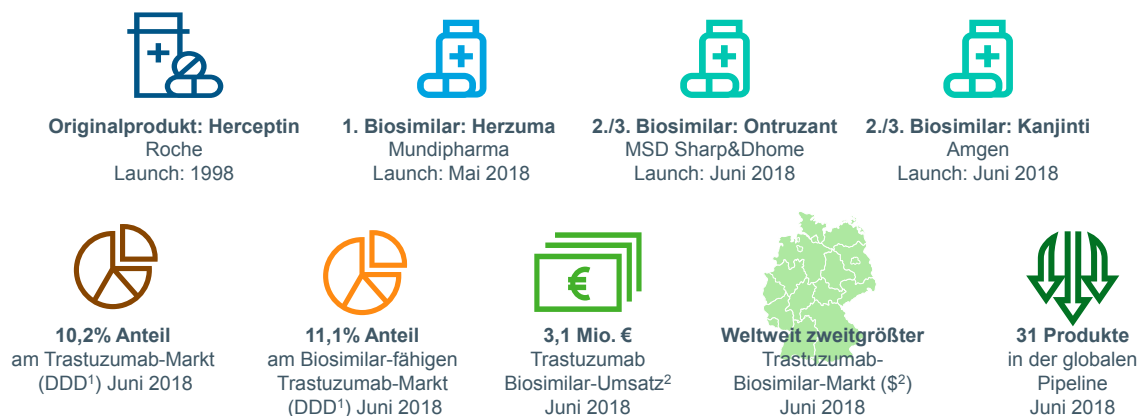 Originalprodukt: Herceptin
Roche
Launch: 1998
1. Biosimilar: Herzuma
Mundipharma
Launch: Mai 2018
2./3. Biosimilar: Ontruzant
MSD Sharp&Dhome
Launch: Juni 2018
2./3. Biosimilar: Kanjinti
Amgen
Launch: Juni 2018
10,2% Anteil
am Trastuzumab-Markt
(DDD¹) Juni 2018
11,1% Anteil
am Biosimilar-fähigen
Trastuzumab-Markt
(DDD¹) Juni 2018
€
3,1 Mio. €
Trastuzumab
Biosimilar-Umsatz²
Juni 2018
Weltweit zweitgrößter
Trastuzumab-
Biosimilar-Markt ($²)
Juni 2018
31 Produkte
in der globalen
Pipeline
Juni 2018